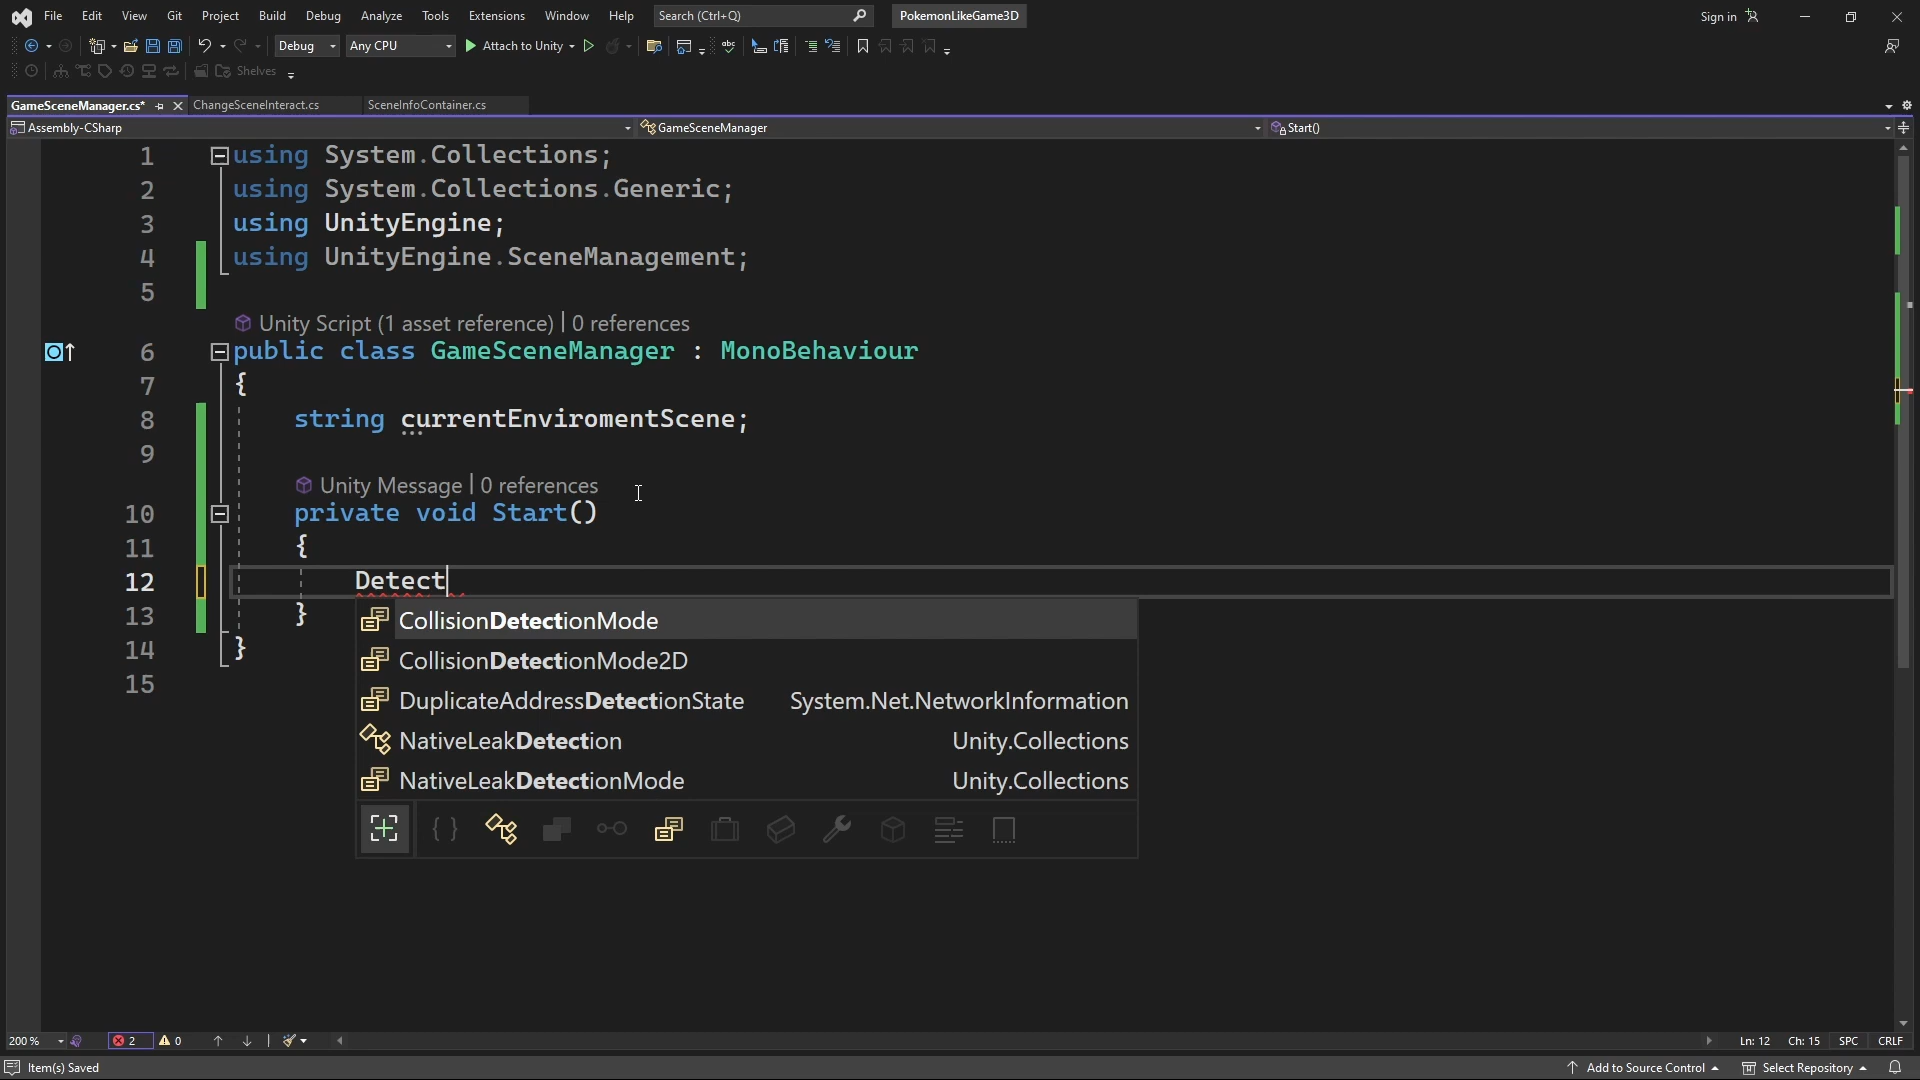 File Edit View Git Project Build Debug Analyze Tools Extensions Window Help Search (Ctrl+Q) PokemonLikeGame3D Sign in
Debug Any CPU Attach to Unity
Shelves
GameSceneManager.cs* ChangeSceneInteract.cs SceneInfoContainer.cs
Assembly-CSharp GameSceneManager Start()
1 using System.Collections;
2 using System.Collections.Generic;
3 using UnityEngine;
4 using UnityEngine.SceneManagement;
5
Unity Script (1 asset reference) | 0 references
6 public class GameSceneManager : MonoBehaviour
7 {
8 string currentEnviromentScene;
9
Unity Message | 0 references
10 private void Start()
11 {
12 Detect
13 }
CollisionDetectionMode
14 }
CollisionDetectionMode2D
15
DuplicateAddressDetectionState System.Net.NetworkInformation
NativeLeakDetection Unity.Collections
NativeLeakDetectionMode Unity.Collections
200 % 2 0 Ln: 12 Ch: 15 SPC CRLF
Item(s) Saved Add to Source Control Select Repository